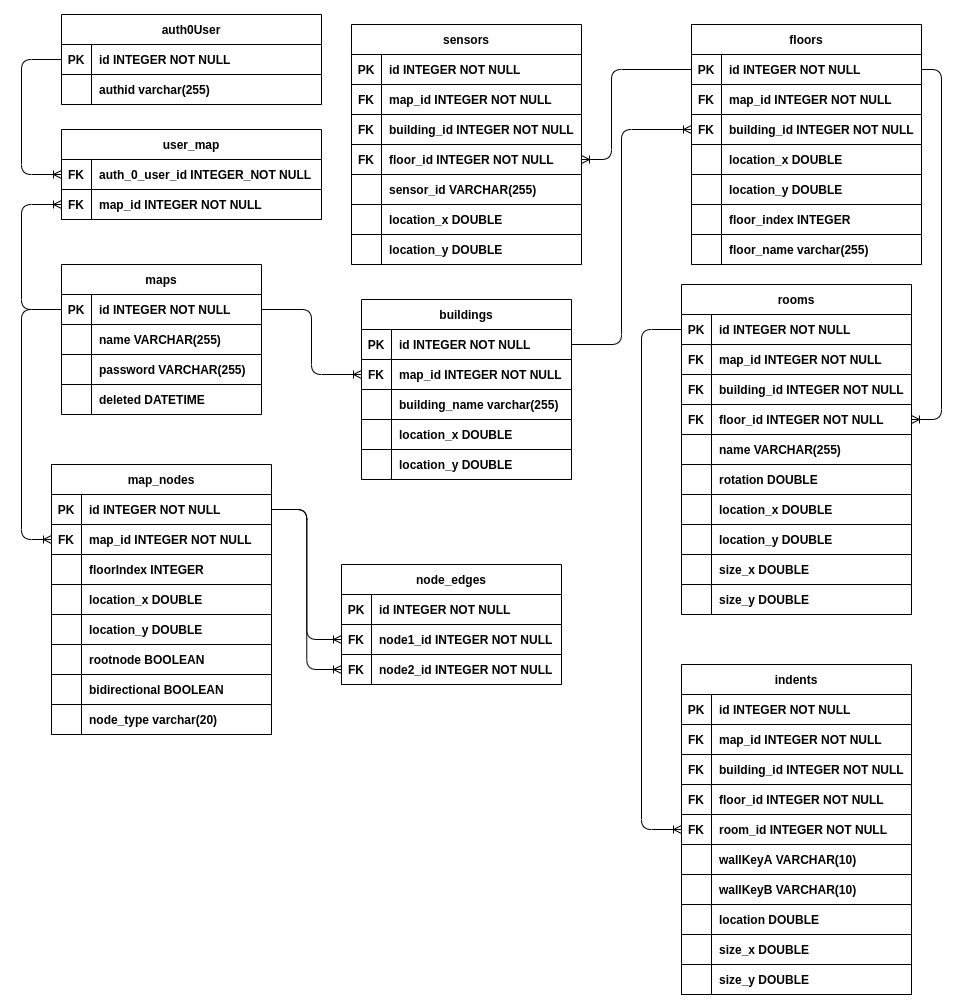 auth0User
PK id INTEGER NOT NULL
authid varchar(255)
user_map
FK auth_0_user_id INTEGER_NOT NULL
FK map_id INTEGER NOT NULL
maps
PK id INTEGER NOT NULL
name VARCHAR(255)
password VARCHAR(255)
deleted DATETIME
map_nodes
PK id INTEGER NOT NULL
FK map_id INTEGER NOT NULL
floorIndex INTEGER
location_x DOUBLE
location_y DOUBLE
rootnode BOOLEAN
bidirectional BOOLEAN
node_type varchar(20)
sensors
PK id INTEGER NOT NULL
FK map_id INTEGER NOT NULL
FK building_id INTEGER NOT NULL
FK floor_id INTEGER NOT NULL
sensor_id VARCHAR(255)
location_x DOUBLE
location_y DOUBLE
buildings
PK id INTEGER NOT NULL
FK map_id INTEGER NOT NULL
building_name varchar(255)
location_x DOUBLE
location_y DOUBLE
node_edges
PK id INTEGER NOT NULL
FK node1_id INTEGER NOT NULL
FK node2_id INTEGER NOT NULL
floors
PK id INTEGER NOT NULL
FK map_id INTEGER NOT NULL
FK building_id INTEGER NOT NULL
location_x DOUBLE
location_y DOUBLE
floor_index INTEGER
floor_name varchar(255)
rooms
PK id INTEGER NOT NULL
FK map_id INTEGER NOT NULL
FK building_id INTEGER NOT NULL
FK floor_id INTEGER NOT NULL
name VARCHAR(255)
rotation DOUBLE
location_x DOUBLE
location_y DOUBLE
size_x DOUBLE
size_y DOUBLE
indents
PK id INTEGER NOT NULL
FK map_id INTEGER NOT NULL
FK building_id INTEGER NOT NULL
FK floor_id INTEGER NOT NULL
FK room_id INTEGER NOT NULL
wallKeyA VARCHAR(10)
wallKeyB VARCHAR(10)
location DOUBLE
size_x DOUBLE
size_y DOUBLE